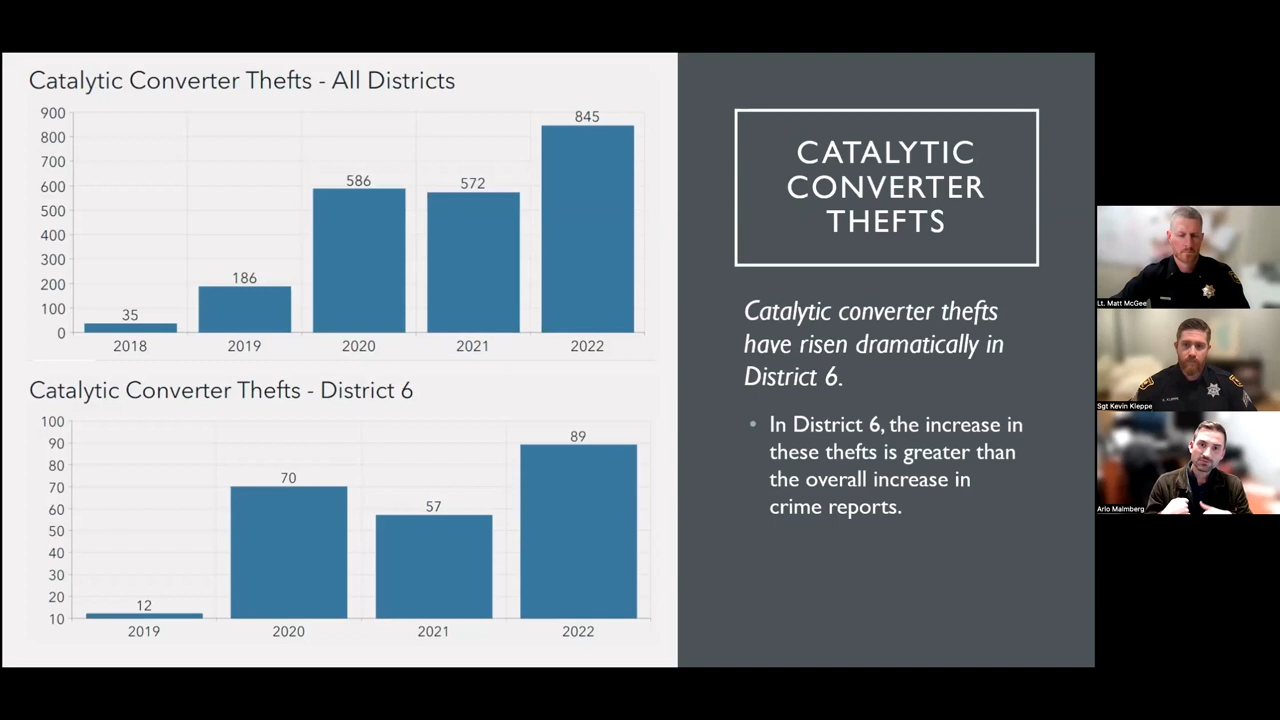 Catalytic Converter Thefts - All Districts
900
800
700
600
500
400
300
200
100
0
35
186
586
572
845
2018
2019
2020
2021
2022
Catalytic Converter Thefts - District 6
100
90
80
70
60
50
40
30
20
10
12
70
57
89
2019
2020
2021
2022
CATALYTIC
CONVERTER
THEFTS
Catalytic converter thefts
have risen dramatically in
District 6.
• In District 6, the increase in
these thefts is greater than
the overall increase in
crime reports.
Lt. Matt McGee
Sgt Kevin Kleppe
Arlo Malmberg